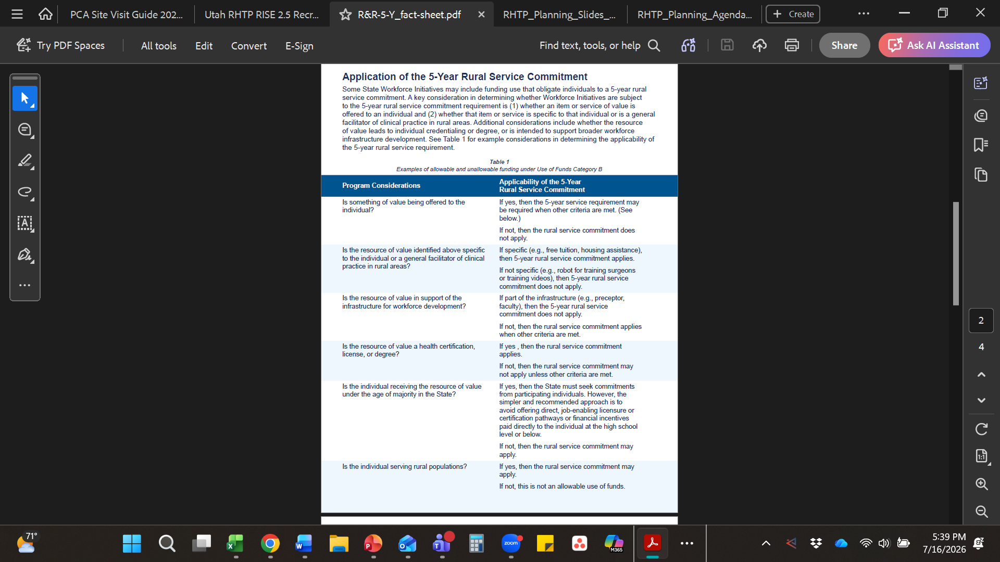 PCA Site Visit Guide 202...
Utah RHTP RISE 2.5 Recr...
R&R-5-Y_fact-sheet.pdf
RHTP_Planning_Slides_...
RHTP_Planning_Agenda...
Create
Try PDF Spaces
All tools
Edit
Convert
E-Sign
Find text, tools, or help
Share
Ask AI Assistant
Application of the 5-Year Rural Service Commitment
Some State Workforce Initiatives may include funding use that obligate individuals to a 5-year rural
service commitment. A key consideration in determining whether Workforce Initiatives are subject
to the 5-year rural service commitment requirement is (1) whether an item or service of value is
offered to an individual and (2) whether that item or service is specific to that individual or is a general
facilitator of clinical practice in rural areas. Additional considerations include whether the resource
of value leads to individual credentialing or degree, or is intended to support broader workforce
infrastructure development. See Table 1 for example considerations in determining the applicability of
the 5-year rural service requirement.
Table 1
Examples of allowable and unallowable funding under Use of Funds Category B
Program Considerations
Applicability of the 5-Year
Rural Service Commitment
Is something of value being offered to the
individual?
If yes, then the 5-year service requirement may
be required when other criteria are met. (See
below.)
If not, then the rural service commitment does
not apply.
Is the resource of value identified above specific
to the individual or a general facilitator of clinical
practice in rural areas?
If specific (e.g., free tuition, housing assistance),
then 5-year rural service commitment applies.
If not specific (e.g., robot for training surgeons
or training videos), then 5-year rural service
commitment does not apply.
Is the resource of value in support of the
infrastructure for workforce development?
If part of the infrastructure (e.g., preceptor,
faculty), then the 5-year rural service
commitment does not apply.
If not, then the rural service commitment applies
when other criteria are met.
Is the resource of value a health certification,
license, or degree?
If yes , then the rural service commitment
applies.
If not, then the rural service commitment may
not apply unless other criteria are met.
Is the individual receiving the resource of value
under the age of majority in the State?
If yes, then the State must seek commitments
from participating individuals. However, the
simpler and recommended approach is to
avoid offering direct, job-enabling licensure or
certification pathways or financial incentives
paid directly to the individual at the high school
level or below.
If not, then the rural service commitment may
apply.
Is the individual serving rural populations?
If yes, then the rural service commitment may
apply.
If not, this is not an allowable use of funds.
2
4
1:1
71°
zoom
M365
5:39 PM
7/16/2026